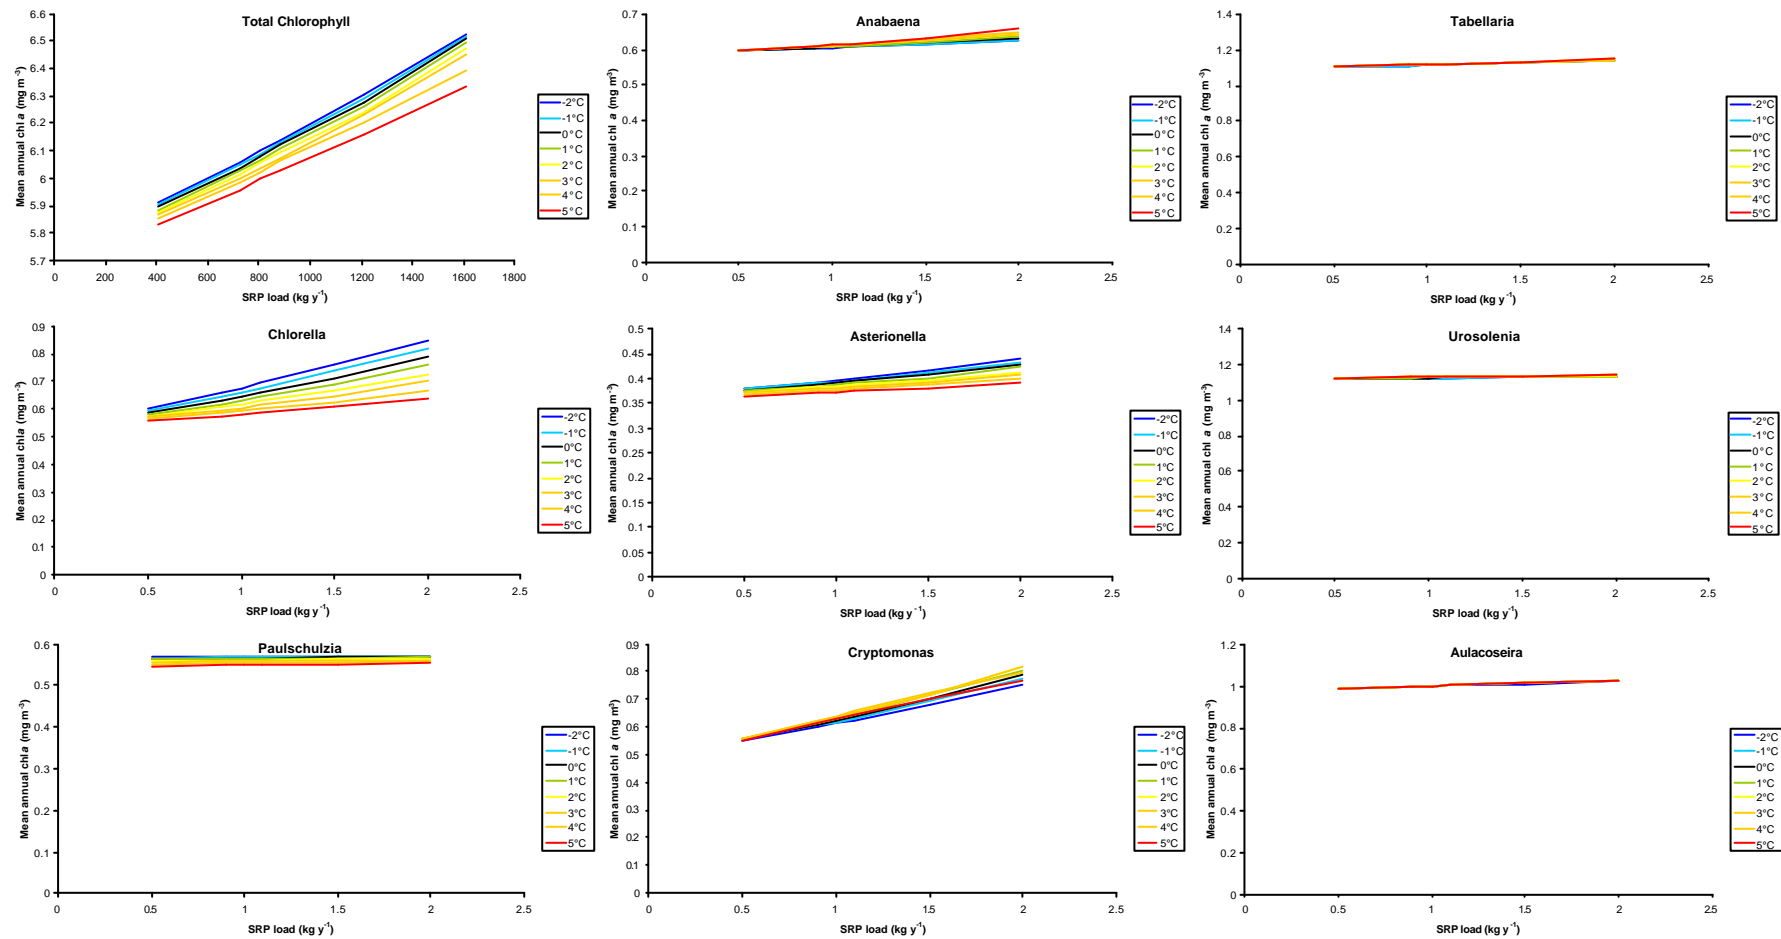 Total Chlorophyll
Mean annual chl a (mg m-3)
6.6
6.5
6.4
6.3
6.2
6.1
6
5.9
5.8
5.7
0 200 400 600 800 1000 1200 1400 1600 1800
SRP load (kg y-1)
-2°C
-1°C
0°C
1°C
2°C
3°C
4°C
5°C
Anabaena
Mean annual chl a (mg m3)
0.7
0.6
0.5
0.4
0.3
0.2
0.1
0
0 0.5 1 1.5 2 2.5
SRP load (kg y-1)
-2°C
-1°C
0°C
1°C
2°C
3°C
4°C
5°C
Tabellaria
Mean annual chl a (mg m-3)
1.4
1.2
1
0.8
0.6
0.4
0.2
0
0 0.5 1 1.5 2 2.5
SRP load (kg y-1)
-2°C
-1°C
0°C
1°C
2°C
3°C
4°C
5°C
Chlorella
Mean annual chl a (mg m-3)
0.9
0.8
0.7
0.6
0.5
0.4
0.3
0.2
0.1
0
0 0.5 1 1.5 2 2.5
SRP load (kg y-1)
-2°C
-1°C
0°C
1°C
2°C
3°C
4°C
5°C
Asterionella
Mean annual chl a (mg m-3)
0.5
0.45
0.4
0.35
0.3
0.25
0.2
0.15
0.1
0.05
0
0 0.5 1 1.5 2 2.5
SRP load (kg y-1)
-2°C
-1°C
0°C
1°C
2°C
3°C
4°C
5°C
Urosolenia
Mean annual chl a (mg m-3)
1.4
1.2
1
0.8
0.6
0.4
0.2
0
0 0.5 1 1.5 2 2.5
SRP load (kg y-1)
-2°C
-1°C
0°C
1°C
2°C
3°C
4°C
5°C
Paulschulzia
Mean annual chl a (mg m-3)
0.6
0.5
0.4
0.3
0.2
0.1
0
0 0.5 1 1.5 2 2.5
SRP load (kg y-1)
-2°C
-1°C
0°C
1°C
2°C
3°C
4°C
5°C
Cryptomonas
Mean annual chl a (mg m-3)
0.9
0.8
0.7
0.6
0.5
0.4
0.3
0.2
0.1
0
0 0.5 1 1.5 2 2.5
SRP load (kg y-1)
-2°C
-1°C
0°C
1°C
2°C
3°C
4°C
5°C
Aulacoseira
Mean annual chl a (mg m-3)
1.2
1
0.8
0.6
0.4
0.2
0
0 0.5 1 1.5 2 2.5
SRP load (kg y-1)
-2°C
-1°C
0°C
1°C
2°C
3°C
4°C
5°C